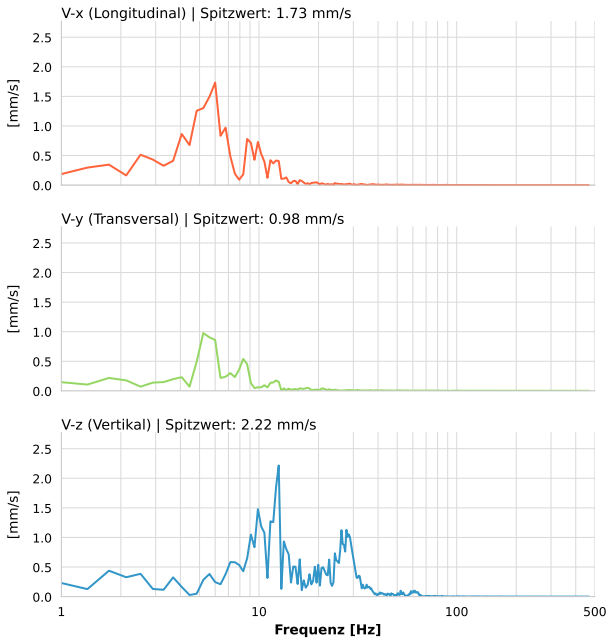 V-x (Longitudinal) | Spitzwert: 1.73 mm/s
2.5
2.0
1.5
1.0
0.5
0.0
[mm/s]
V-y (Transversal) | Spitzwert: 0.98 mm/s
2.5
2.0
1.5
1.0
0.5
0.0
[mm/s]
V-z (Vertikal) | Spitzwert: 2.22 mm/s
2.5
2.0
1.5
1.0
0.5
0.0
[mm/s]
1 10 100 500
Frequenz [Hz]